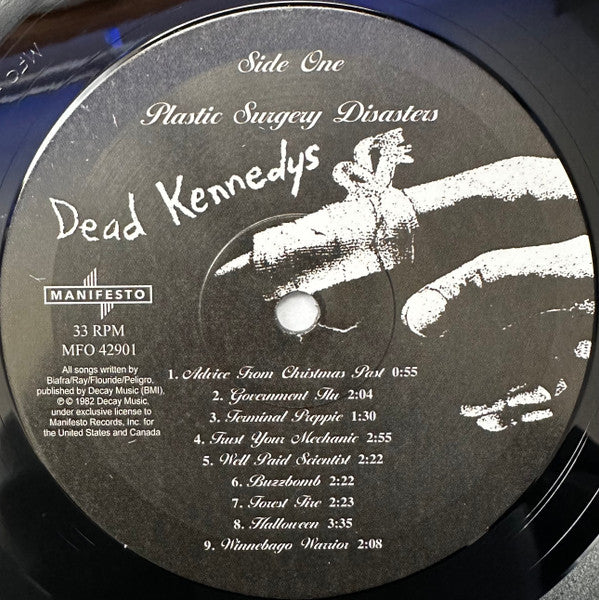 Side One
Plastic Surgery Disasters
Dead Kennedys
MANIFESTO
33 RPM
MFO 42901
All songs written by
Biafra/Ray/Flouride/Peligro,
published by Decay Music (BMI),
℗ © 1982 Decay Music,
under exclusive license to
Manifesto Records, Inc. for
the United States and Canada
1. Advice From Christmas Past 0:55
2. Government Flu 2:04
3. Terminal Preppie 1:30
4. Trust Your Mechanic 2:55
5. Well Paid Scientist 2:22
6. Buzzbomb 2:22
7. Forest Fire 2:23
8. Halloween 3:35
9. Winnebago Warrior 2:08